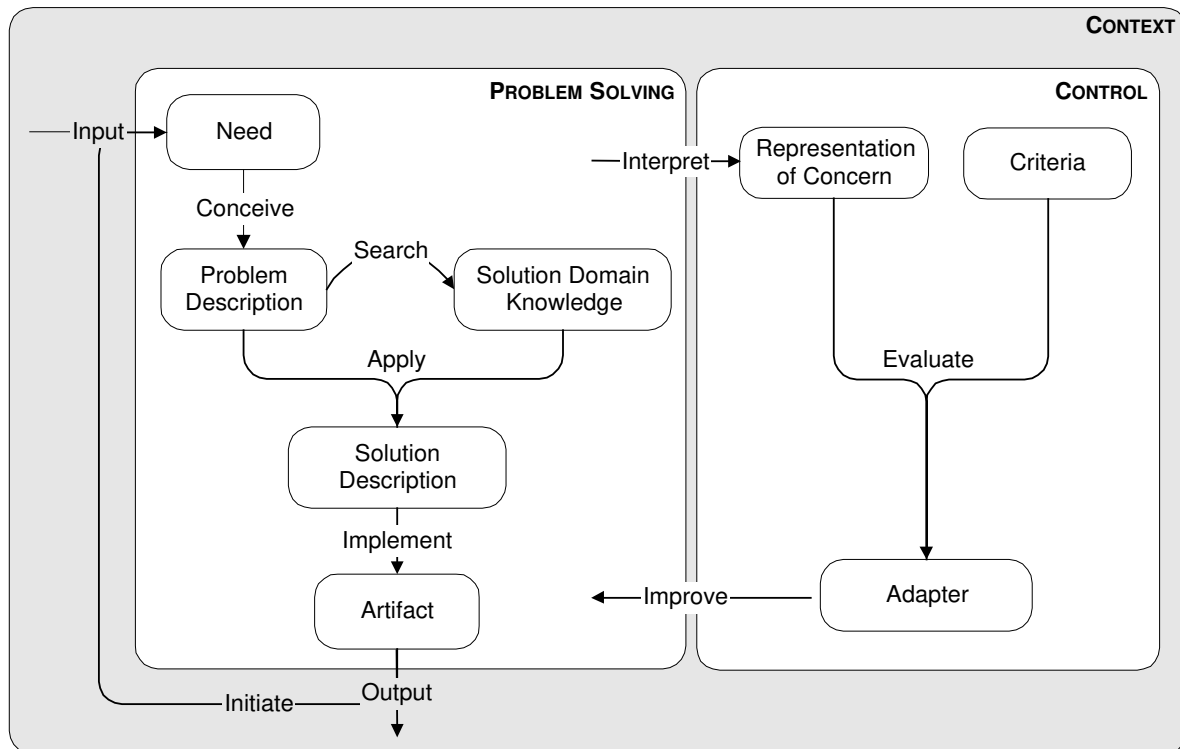 CONTEXT
PROBLEM SOLVING
CONTROL
Input
Need
Interpret
Representation
of Concern
Criteria
Conceive
Search
Problem
Description
Solution Domain
Knowledge
Apply
Evaluate
Solution
Description
Implement
Improve
Adapter
Artifact
Initiate
Output